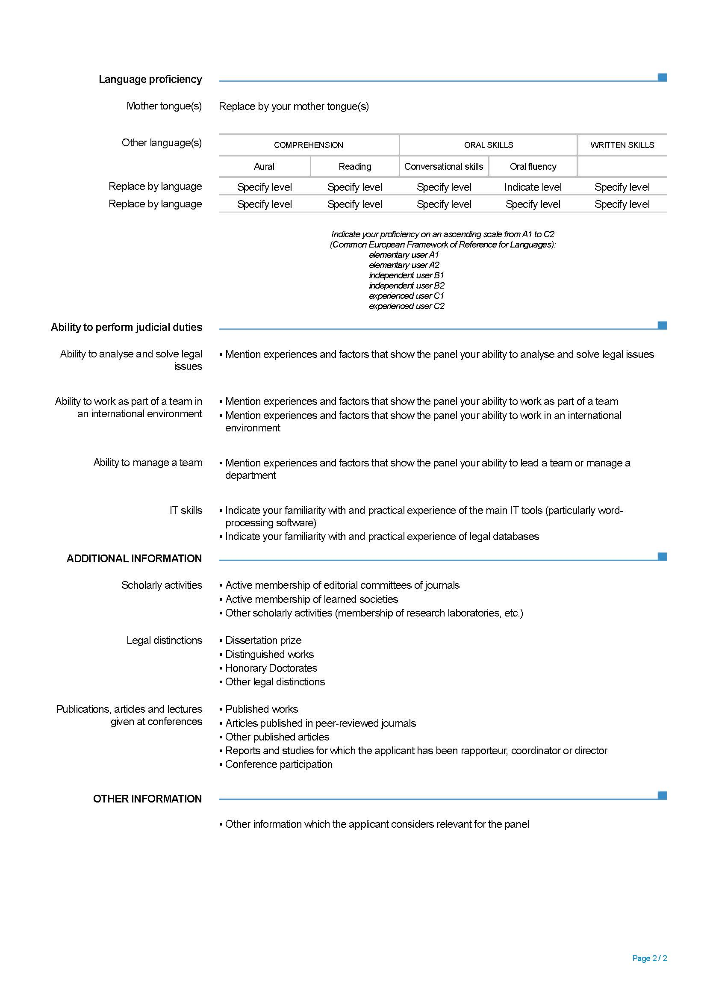 Language proficiency
Mother tongue(s) Replace by your mother tongue(s)
Other language(s) COMPREHENSION ORAL SKILLS WRITTEN SKILLS
Aural Reading Conversational skills Oral fluency
Replace by language Specify level Specify level Specify level Indicate level Specify level
Replace by language Specify level Specify level Specify level Specify level Specify level
Indicate your proficiency on an ascending scale from A1 to C2
(Common European Framework of Reference for Languages):
elementary user A1
elementary user A2
independent user B1
independent user B2
experienced user C1
experienced user C2
Ability to perform judicial duties
Ability to analyse and solve legal
issues
▪ Mention experiences and factors that show the panel your ability to analyse and solve legal issues
Ability to work as part of a team in
an international environment
▪ Mention experiences and factors that show the panel your ability to work as part of a team
▪ Mention experiences and factors that show the panel your ability to work in an international
environment
Ability to manage a team
▪ Mention experiences and factors that show the panel your ability to lead a team or manage a
department
IT skills
▪ Indicate your familiarity with and practical experience of the main IT tools (particularly word-
processing software)
▪ Indicate your familiarity with and practical experience of legal databases
ADDITIONAL INFORMATION
Scholarly activities
▪ Active membership of editorial committees of journals
▪ Active membership of learned societies
▪ Other scholarly activities (membership of research laboratories, etc.)
Legal distinctions
▪ Dissertation prize
▪ Distinguished works
▪ Honorary Doctorates
▪ Other legal distinctions
Publications, articles and lectures
given at conferences
▪ Published works
▪ Articles published in peer-reviewed journals
▪ Other published articles
▪ Reports and studies for which the applicant has been rapporteur, coordinator or director
▪ Conference participation
OTHER INFORMATION
▪ Other information which the applicant considers relevant for the panel
Page 2 / 2